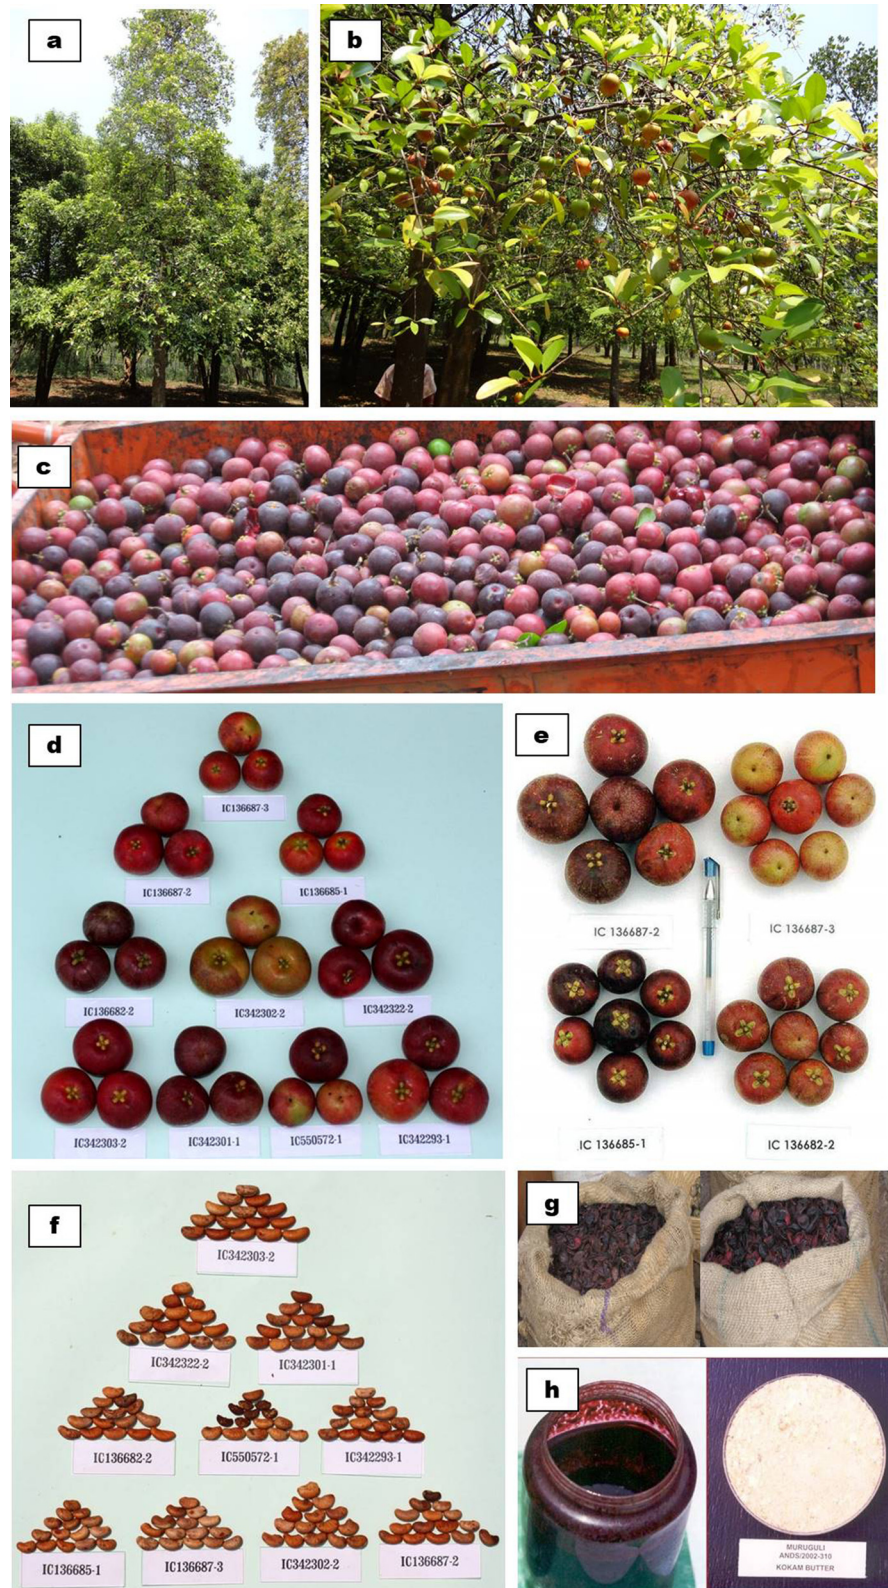 a
b
c
d
IC136687-3
IC136687-2
IC136685-1
IC136682-2
IC342302-2
IC342322-2
IC342303-2
IC342301-1
IC550572-1
IC342293-1
e
IC 136687-2
IC 136687-3
IC 136685-1
IC 136682-2
f
IC342303-2
IC342322-2
IC342301-1
IC136682-2
IC550572-1
IC342293-1
IC136685-1
IC136687-3
IC342302-2
IC136687-2
g
h
MURUGULI
ANDS/2002-310
KOKAM BUTTER